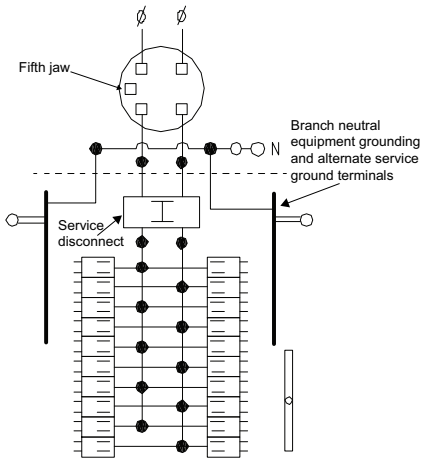 Ø Ø
Fifth jaw
Branch neutral
equipment grounding
and alternate service
ground terminals
N
Service
disconnect